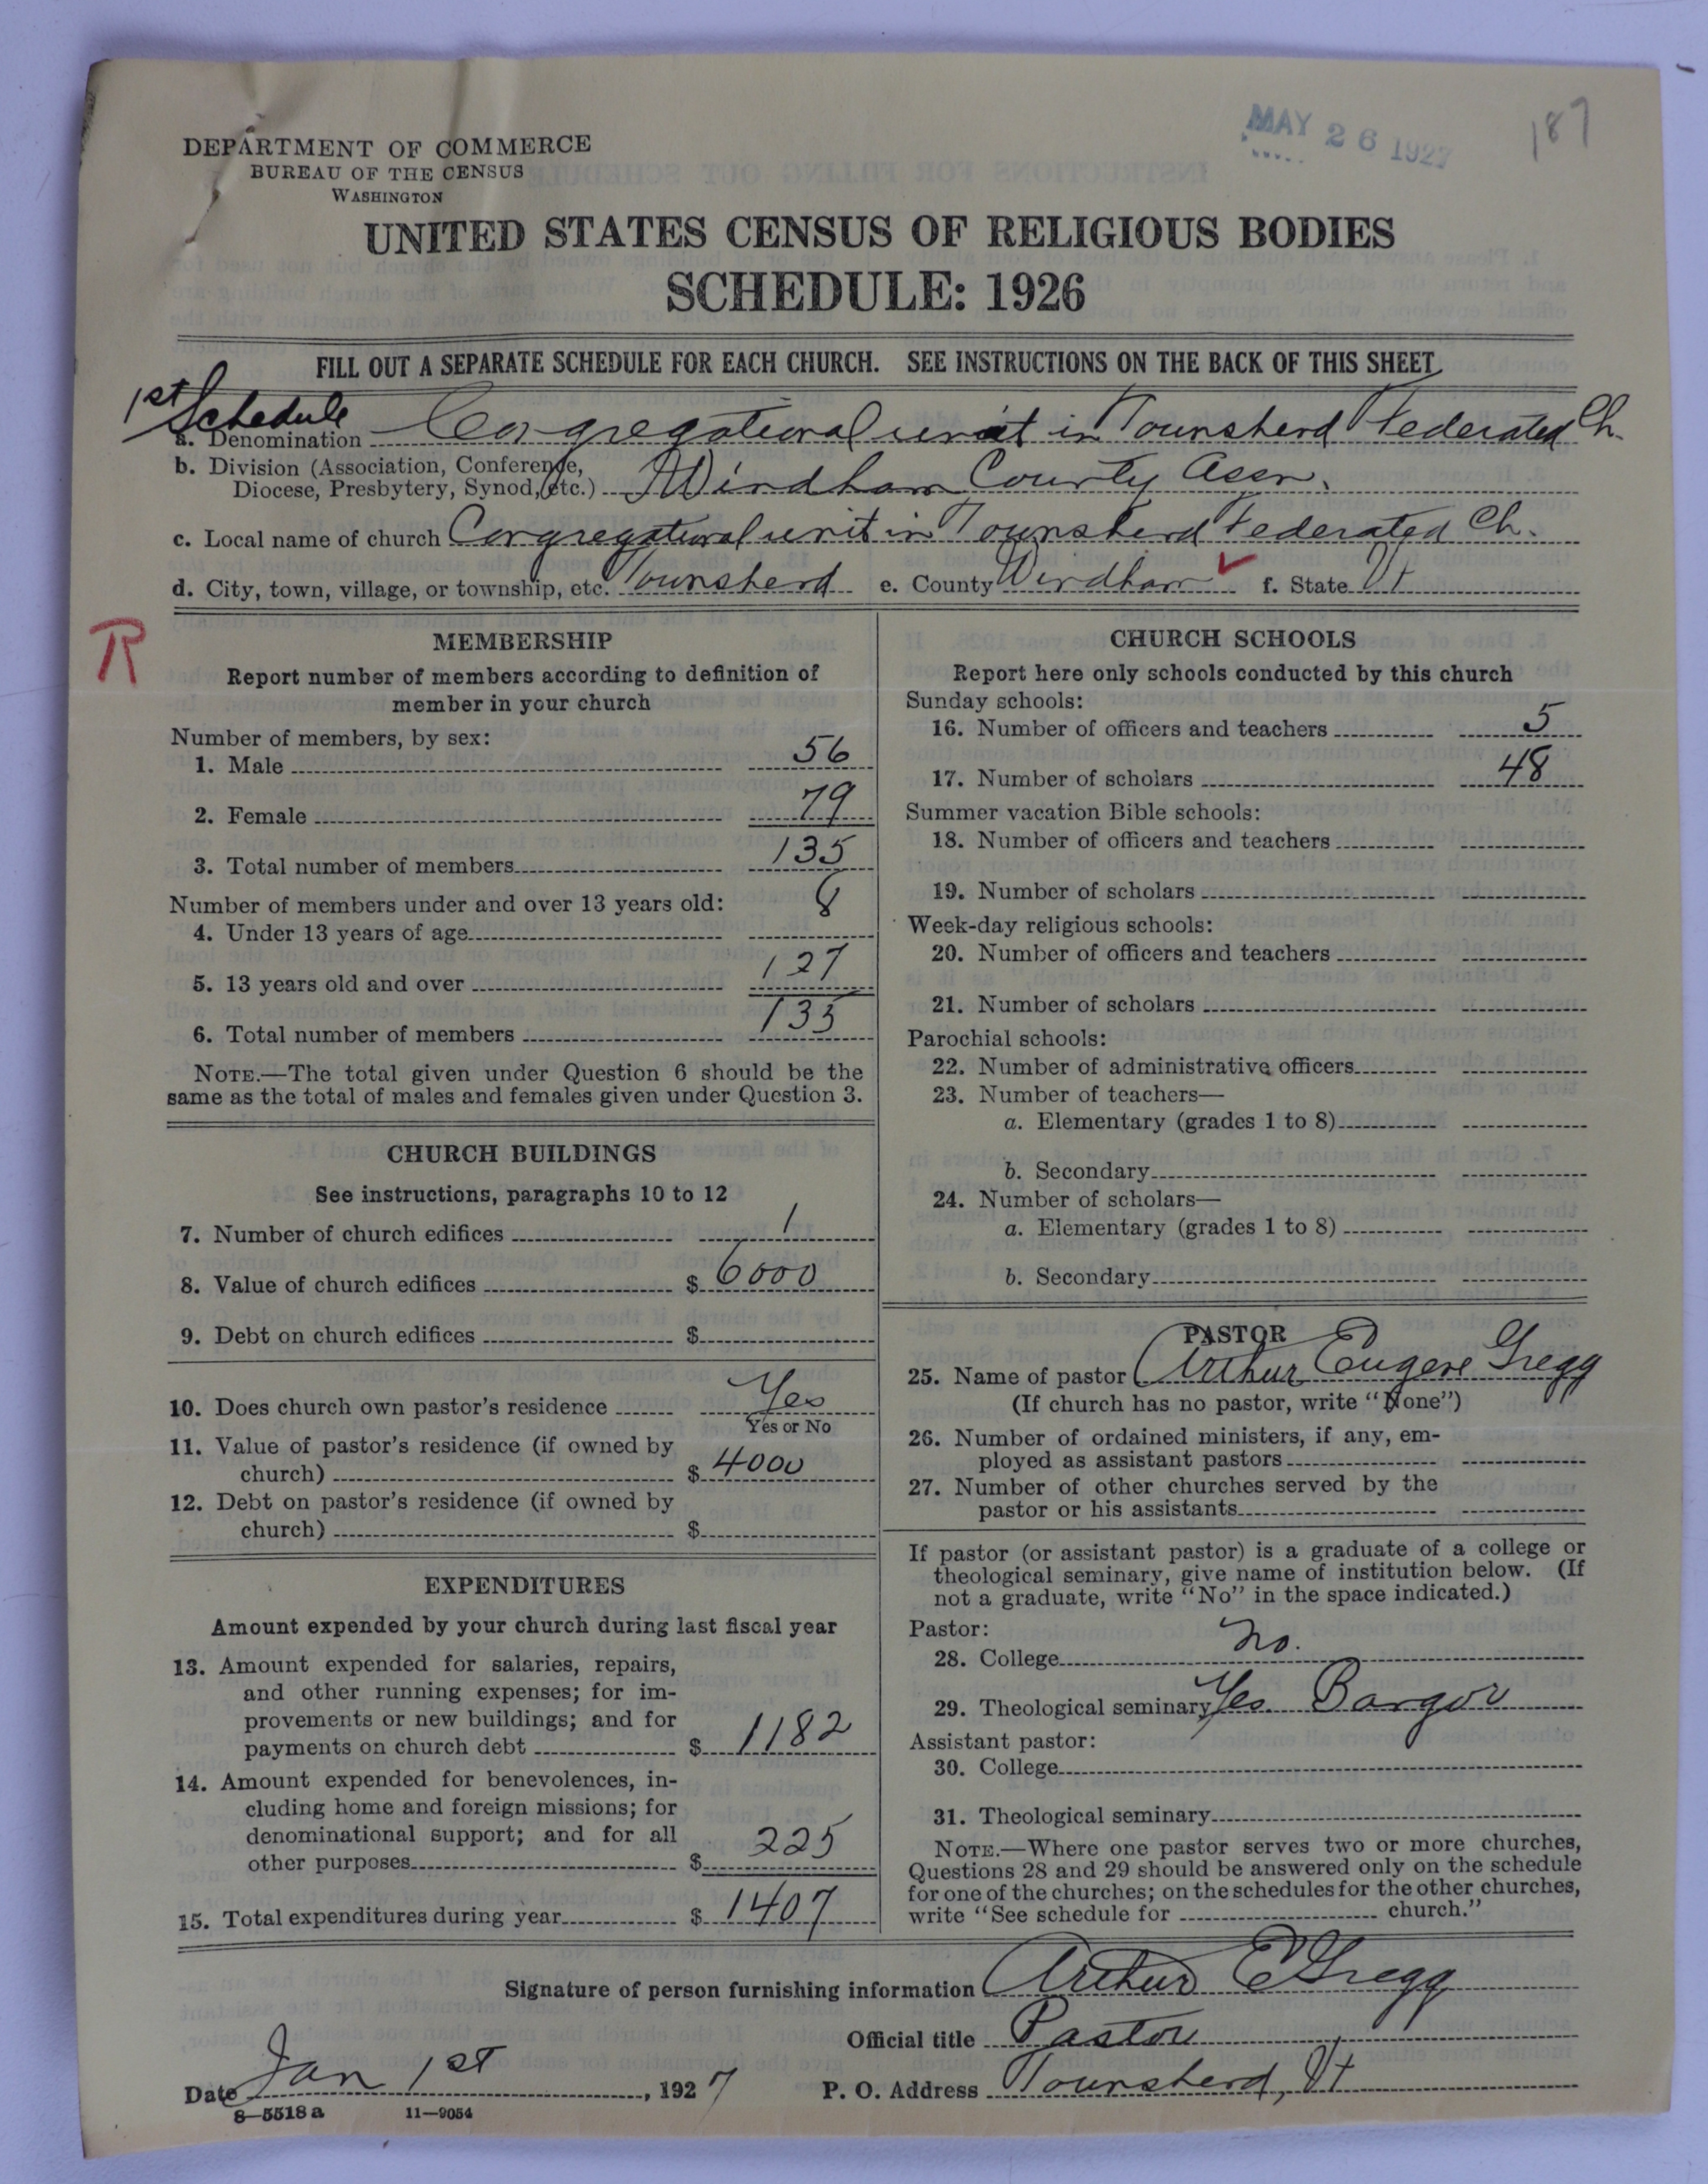 MAY 26 1927
187
DEPARTMENT OF COMMERCE
BUREAU OF THE CENSUS
WASHINGTON
UNITED STATES CENSUS OF RELIGIOUS BODIES
SCHEDULE: 1926
FILL OUT A SEPARATE SCHEDULE FOR EACH CHURCH. SEE INSTRUCTIONS ON THE BACK OF THIS SHEET
1st Schedule
a. Denomination Congregational unit in Townshend Federated Ch.
b. Division (Association, Conference,
Diocese, Presbytery, Synod, etc.) Windham County Assn.
c. Local name of church Congregational unit in Townshend Federated Ch.
d. City, town, village, or township, etc. Townshend e. County Windham f. State Vt
R
MEMBERSHIP
Report number of members according to definition of
member in your church
Number of members, by sex:
1. Male 56
2. Female 79
3. Total number of members 135
Number of members under and over 13 years old:
4. Under 13 years of age 8
5. 13 years old and over 127
6. Total number of members 135
NOTE.—The total given under Question 6 should be the
same as the total of males and females given under Question 3.
CHURCH BUILDINGS
See instructions, paragraphs 10 to 12
7. Number of church edifices 1
8. Value of church edifices $ 6000
9. Debt on church edifices $
10. Does church own pastor's residence Yes
Yes or No
11. Value of pastor's residence (if owned by
church) $ 4000
12. Debt on pastor's residence (if owned by
church) $
EXPENDITURES
Amount expended by your church during last fiscal year
13. Amount expended for salaries, repairs,
and other running expenses; for im-
provements or new buildings; and for
payments on church debt $ 1182
14. Amount expended for benevolences, in-
cluding home and foreign missions; for
denominational support; and for all
other purposes $ 225
15. Total expenditures during year $ 1407
CHURCH SCHOOLS
Report here only schools conducted by this church
Sunday schools:
16. Number of officers and teachers 5
17. Number of scholars 48
Summer vacation Bible schools:
18. Number of officers and teachers
19. Number of scholars
Week-day religious schools:
20. Number of officers and teachers
21. Number of scholars
Parochial schools:
22. Number of administrative officers
23. Number of teachers—
a. Elementary (grades 1 to 8)
b. Secondary
24. Number of scholars—
a. Elementary (grades 1 to 8)
b. Secondary
PASTOR
25. Name of pastor Arthur Eugene Gregg
(If church has no pastor, write "None")
26. Number of ordained ministers, if any, em-
ployed as assistant pastors
27. Number of other churches served by the
pastor or his assistants
If pastor (or assistant pastor) is a graduate of a college or
theological seminary, give name of institution below. (If
not a graduate, write "No" in the space indicated.)
Pastor:
28. College No.
29. Theological seminary Yes. Bangor
Assistant pastor:
30. College
31. Theological seminary
NOTE.—Where one pastor serves two or more churches,
Questions 28 and 29 should be answered only on the schedule
for one of the churches; on the schedules for the other churches,
write "See schedule for church."
Signature of person furnishing information Arthur E Gregg
Official title Pastor
Date Jan 1st, 1927 P. O. Address Townshend, Vt
8—5518 a 11—9054